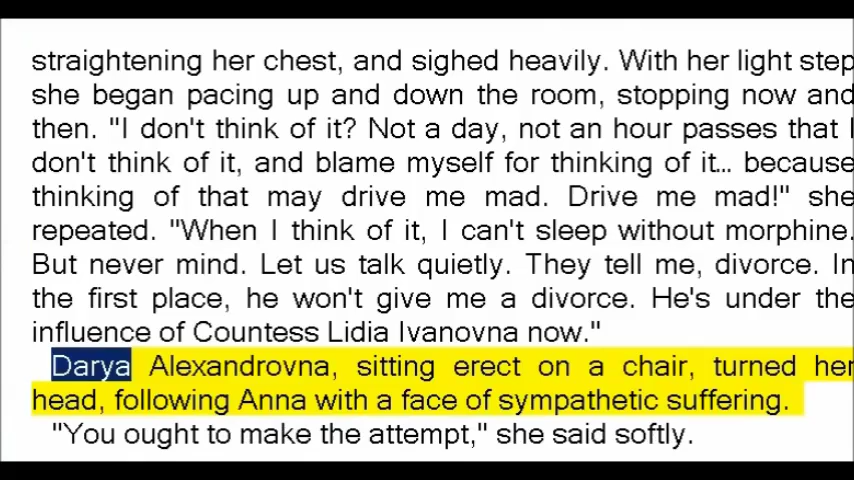 straightening her chest, and sighed heavily. With her light step
she began pacing up and down the room, stopping now and
then. "I don't think of it? Not a day, not an hour passes that I
don't think of it, and blame myself for thinking of it... because
thinking of that may drive me mad. Drive me mad!" she
repeated. "When I think of it, I can't sleep without morphine.
But never mind. Let us talk quietly. They tell me, divorce. In
the first place, he won't give me a divorce. He's under the
influence of Countess Lidia Ivanovna now."
Darya Alexandrovna, sitting erect on a chair, turned her
head, following Anna with a face of sympathetic suffering.
"You ought to make the attempt," she said softly.